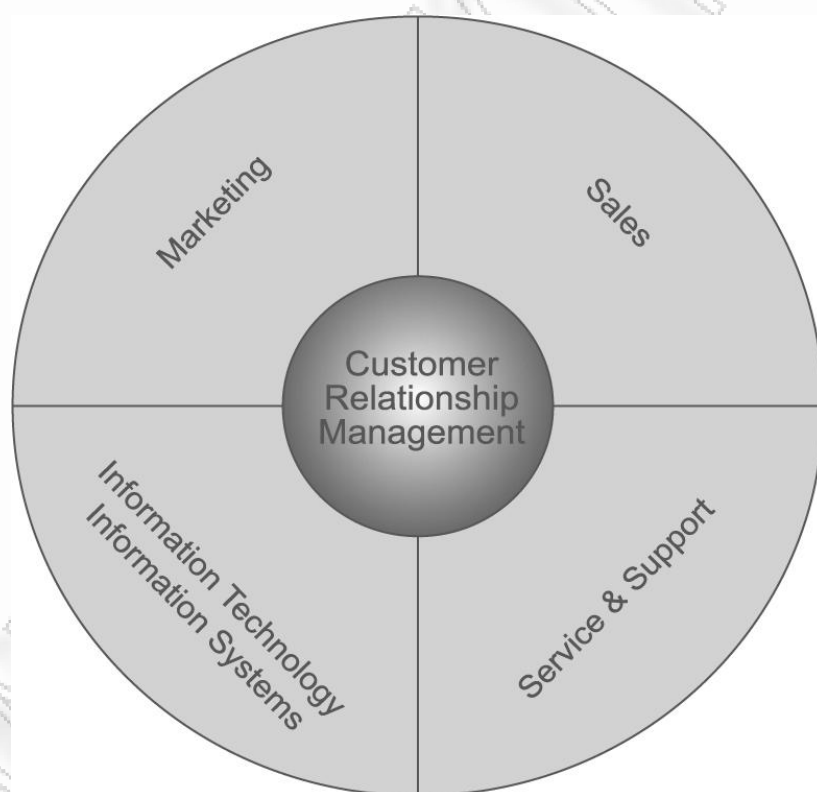 Marketing
Sales
Customer
Relationship
Management
Information Technology
Information Systems
Service & Support